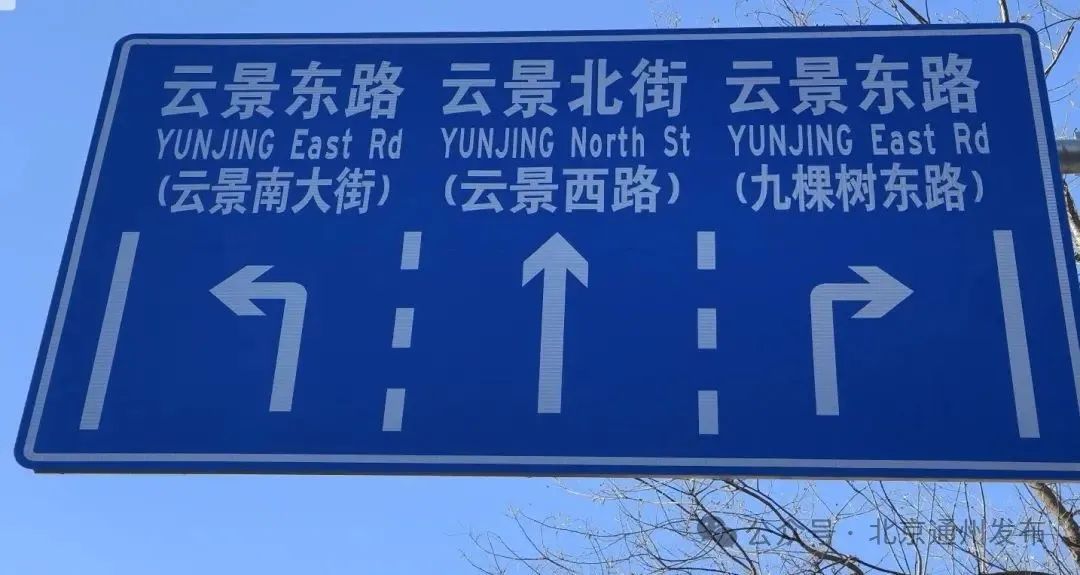 云景东路 云景北街 云景东路
YUNJING East Rd YUNJING North St YUNJING East Rd
(云景南大街) (云景西路) (九棵树东路)
公众号·北京通州发布